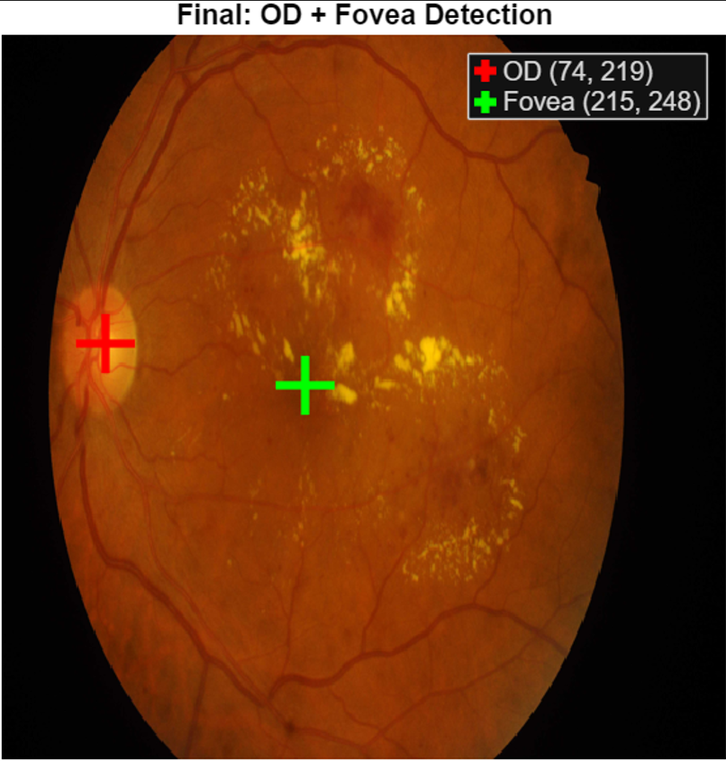 Final: OD + Fovea Detection
OD (74, 219)
Fovea (215, 248)